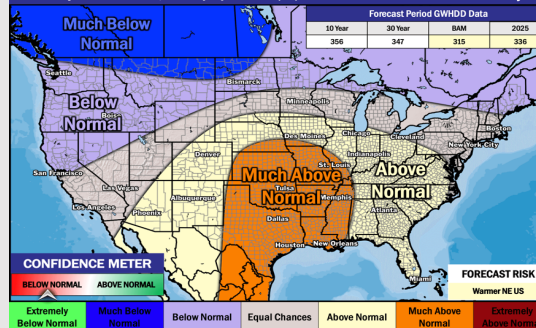 Forecast Period GWHDD Data
10 Year
30 Year
BAM
2025
356
347
315
336
Much Below
Normal
Seattle
Bismarck
Below
Normal
Minneapolis
Des Moines
Chicago
Cleveland
Boston
New York City
Denver
Indianapolis
San Francisco
Las Vegas
Los Angeles
Phoenix
Albuquerque
Much Above
Normal
St. Louis
Tulsa
Memphis
Above
Normal
Atlanta
Dallas
Houston
New Orleans
Miami
CONFIDENCE METER
BELOW NORMAL
ABOVE NORMAL
FORECAST RISK
Warmer NE US
Extremely
Below Normal
Much Below
Normal
Below Normal
Equal Chances
Above Normal
Much Above
Normal
Extremely
Above Normal